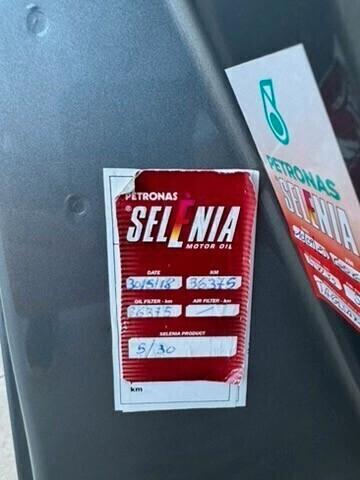 PETRONAS
SELENIA
MOTOR OIL
DATE KM
30/5/18 36375
OIL FILTER - km AIR FILTER - km
36375
SELENIA PRODUCT
5/30
km
PETRONAS
SELENIA